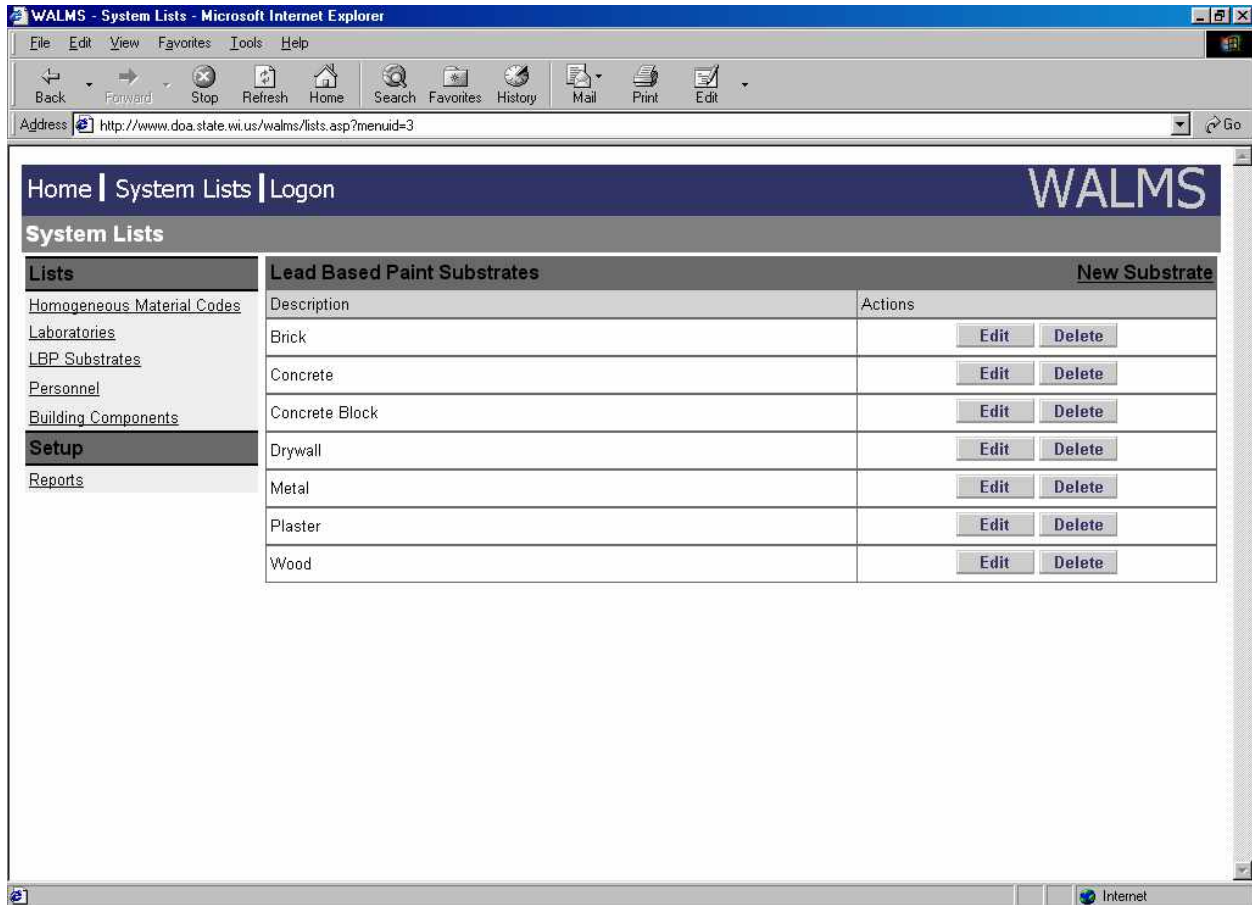 WALMS - System Lists - Microsoft Internet Explorer
File Edit View Favorites Tools Help
Back Forward Stop Refresh Home Search Favorites History Mail Print Edit
Address http://www.doa.state.wi.us/walms/lists.asp?menuid=3 Go
Home System Lists Logon WALMS
System Lists
Lists
Homogeneous Material Codes
Laboratories
LBP Substrates
Personnel
Building Components
Setup
Reports
Lead Based Paint Substrates New Substrate
Description Actions
Brick Edit Delete
Concrete Edit Delete
Concrete Block Edit Delete
Drywall Edit Delete
Metal Edit Delete
Plaster Edit Delete
Wood Edit Delete
Internet